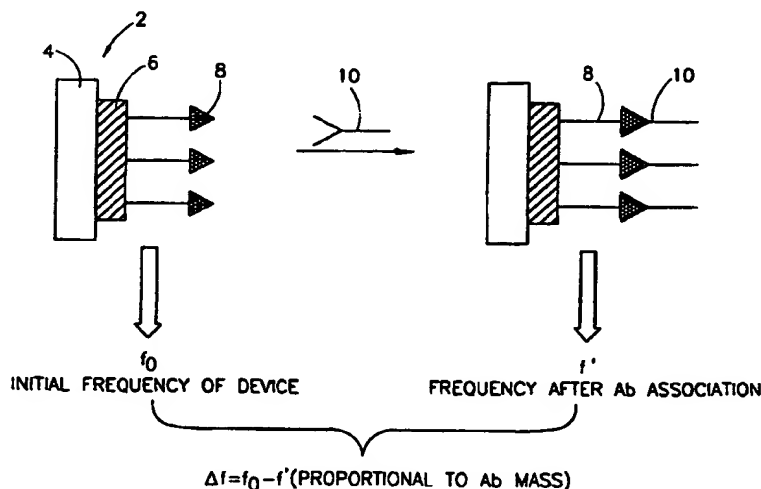 2
4
6
8
10
8
10
f₀
INITIAL FREQUENCY OF DEVICE
f'
FREQUENCY AFTER Ab ASSOCIATION
Δf=f₀-f'(PROPORTIONAL TO Ab MASS)